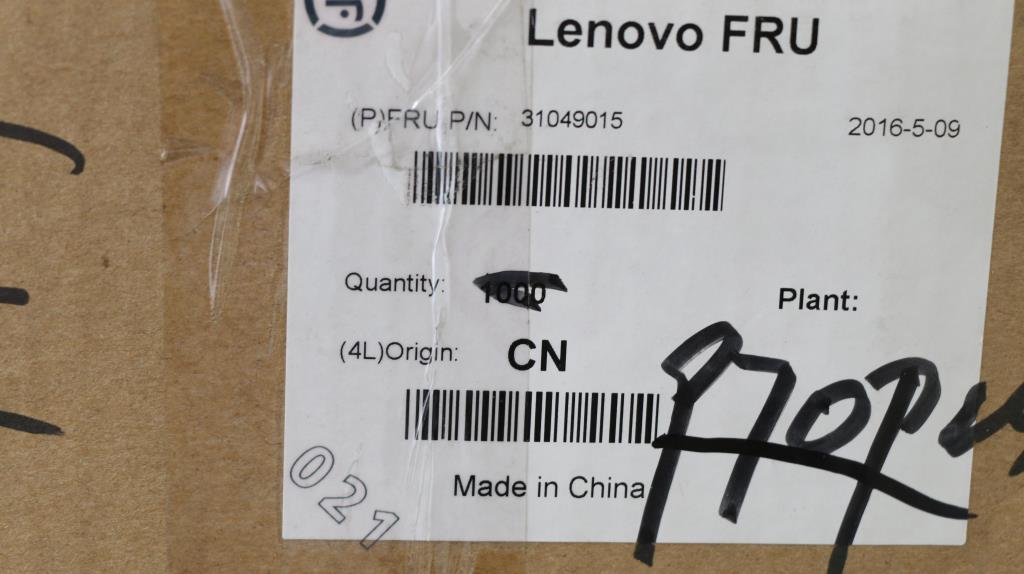 Lenovo FRU
(P)FRU P/N: 31049015
2016-5-09
Quantity: 1000
Plant:
(4L)Origin: CN
Made in China
021